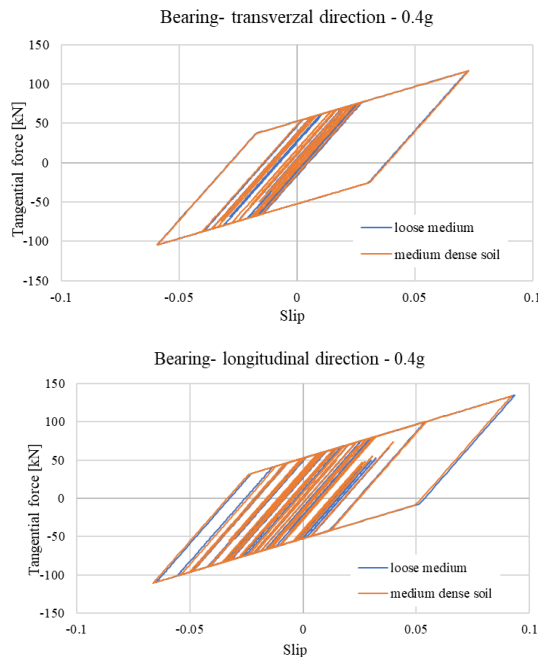 Bearing- transverzal direction - 0.4g
Tangential force [kN]
150
100
50
0
-50
-100
-150
-0.1
-0.05
0
0.05
0.1
Slip
loose medium
medium dense soil
Bearing- longitudinal direction - 0.4g
Tangential force [kN]
150
100
50
0
-50
-100
-150
-0.1
-0.05
0
0.05
0.1
Slip
loose medium
medium dense soil